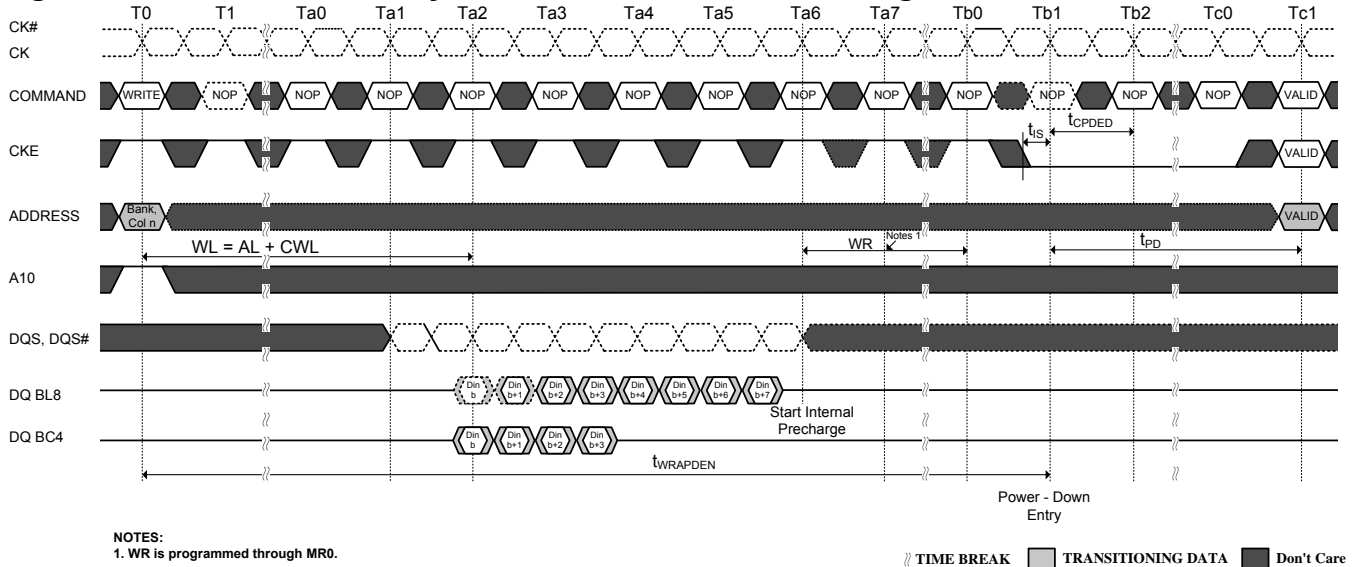 T0 T1 Ta0 Ta1 Ta2 Ta3 Ta4 Ta5 Ta6 Ta7 Tb0 Tb1 Tb2 Tc0 Tc1
CK#
CK
COMMAND WRITE NOP NOP NOP NOP NOP NOP NOP NOP NOP NOP NOP NOP NOP VALID
tIS tCPDED
CKE VALID
ADDRESS Bank, Col n VALID
WL = AL + CWL WR Notes 1 tPD
A10
DQS, DQS#
DQ BL8 Din b Din b+1 Din b+2 Din b+3 Din b+4 Din b+5 Din b+6 Din b+7
Start Internal
Precharge
DQ BC4 Din b Din b+1 Din b+2 Din b+3
tWRAPDEN
Power - Down
Entry
NOTES:
1. WR is programmed through MR0.
TIME BREAK TRANSITIONING DATA Don't Care